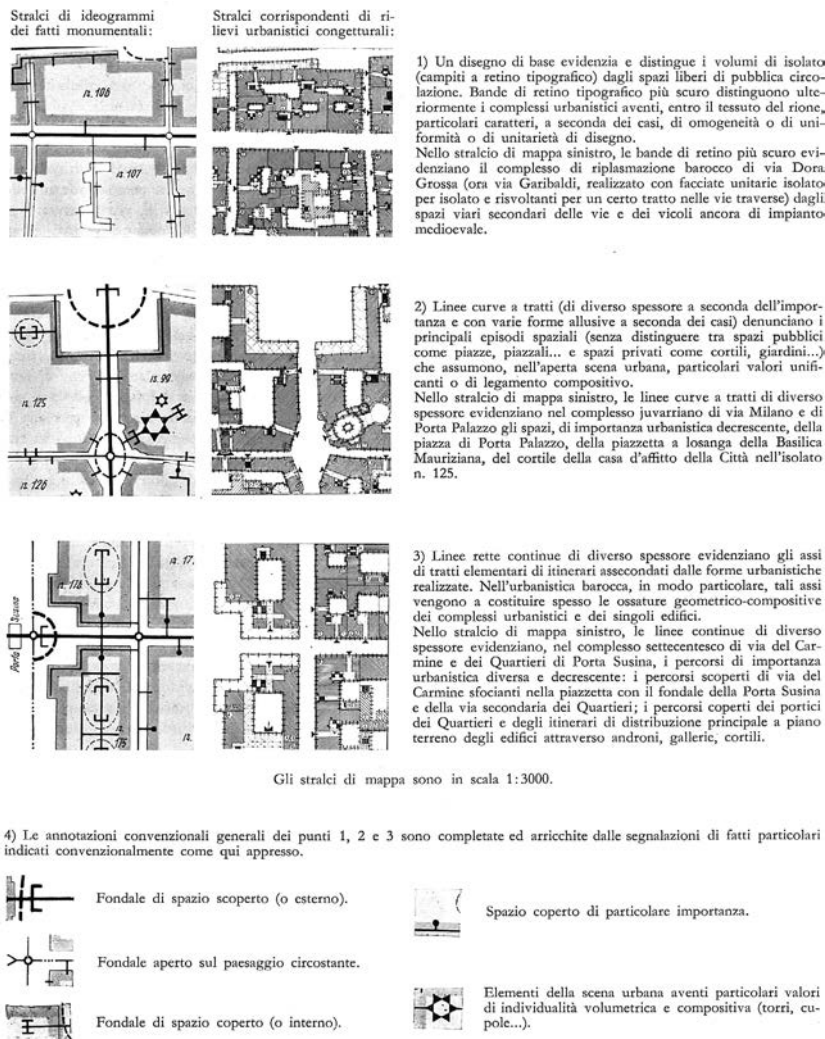 Stralci di ideogrammi
dei fatti monumentali:
Stralci corrispondenti di ri-
lievi urbanistici congetturali:
n. 106
n. 107
1) Un disegno di base evidenzia e distingue i volumi di isolato
(campiti a retino tipografico) dagli spazi liberi di pubblica circo-
lazione. Bande di retino tipografico più scuro distinguono ulte-
riormente i complessi urbanistici aventi, entro il tessuto del rione,
particolari caratteri, a seconda dei casi, di omogeneità o di uni-
formità o di unitarietà di disegno.
Nello stralcio di mappa sinistro, le bande di retino più scuro evi-
denziano il complesso di riplasmazione barocco di via Dora
Grossa (ora via Garibaldi, realizzato con facciate unitarie isolato
per isolato e risvoltanti per un certo tratto nelle vie traverse) dagli
spazi viari secondari delle vie e dei vicoli ancora di impianto
medioevale.
n. 125
n. 99
n. 126
2) Linee curve a tratti (di diverso spessore a seconda dell'impor-
tanza e con varie forme allusive a seconda dei casi) denunciano i
principali episodi spaziali (senza distinguere tra spazi pubblici
come piazze, piazzali... e spazi privati come cortili, giardini...)
che assumono, nell'aperta scena urbana, particolari valori unifi-
canti o di legamento compositivo.
Nello stralcio di mappa sinistro, le linee curve a tratti di diverso
spessore evidenziano nel complesso juvarriano di via Milano e di
Porta Palazzo gli spazi, di importanza urbanistica decrescente, della
piazza di Porta Palazzo, della piazzetta a losanga della Basilica
Mauriziana, del cortile della casa d'affitto della Città nell'isolato
n. 125.
Porta Susina
n. 176
n. 17.
n.
175
n.
3) Linee rette continue di diverso spessore evidenziano gli assi
di tratti elementari di itinerari assecondati dalle forme urbanistiche
realizzate. Nell'urbanistica barocca, in modo particolare, tali assi
vengono a costituire spesso le ossature geometrico-compositive
dei complessi urbanistici e dei singoli edifici.
Nello stralcio di mappa sinistro, le linee continue di diverso
spessore evidenziano, nel complesso settecentesco di via del Car-
mine e dei Quartieri di Porta Susina, i percorsi di importanza
urbanistica diversa e decrescente: i percorsi scoperti di via del
Carmine sfocianti nella piazzetta con il fondale della Porta Susina
e della via secondaria dei Quartieri; i percorsi coperti dei portici
dei Quartieri e degli itinerari di distribuzione principale a piano
terreno degli edifici attraverso androni, gallerie, cortili.
Gli stralci di mappa sono in scala 1:3000.
4) Le annotazioni convenzionali generali dei punti 1, 2 e 3 sono completate ed arricchite dalle segnalazioni di fatti particolari
indicati convenzionalmente come qui appresso.
Fondale di spazio scoperto (o esterno).
Fondale aperto sul paesaggio circostante.
Fondale di spazio coperto (o interno).
Spazio coperto di particolare importanza.
Elementi della scena urbana aventi particolari valori
di individualità volumetrica e compositiva (torri, cu-
pole...).